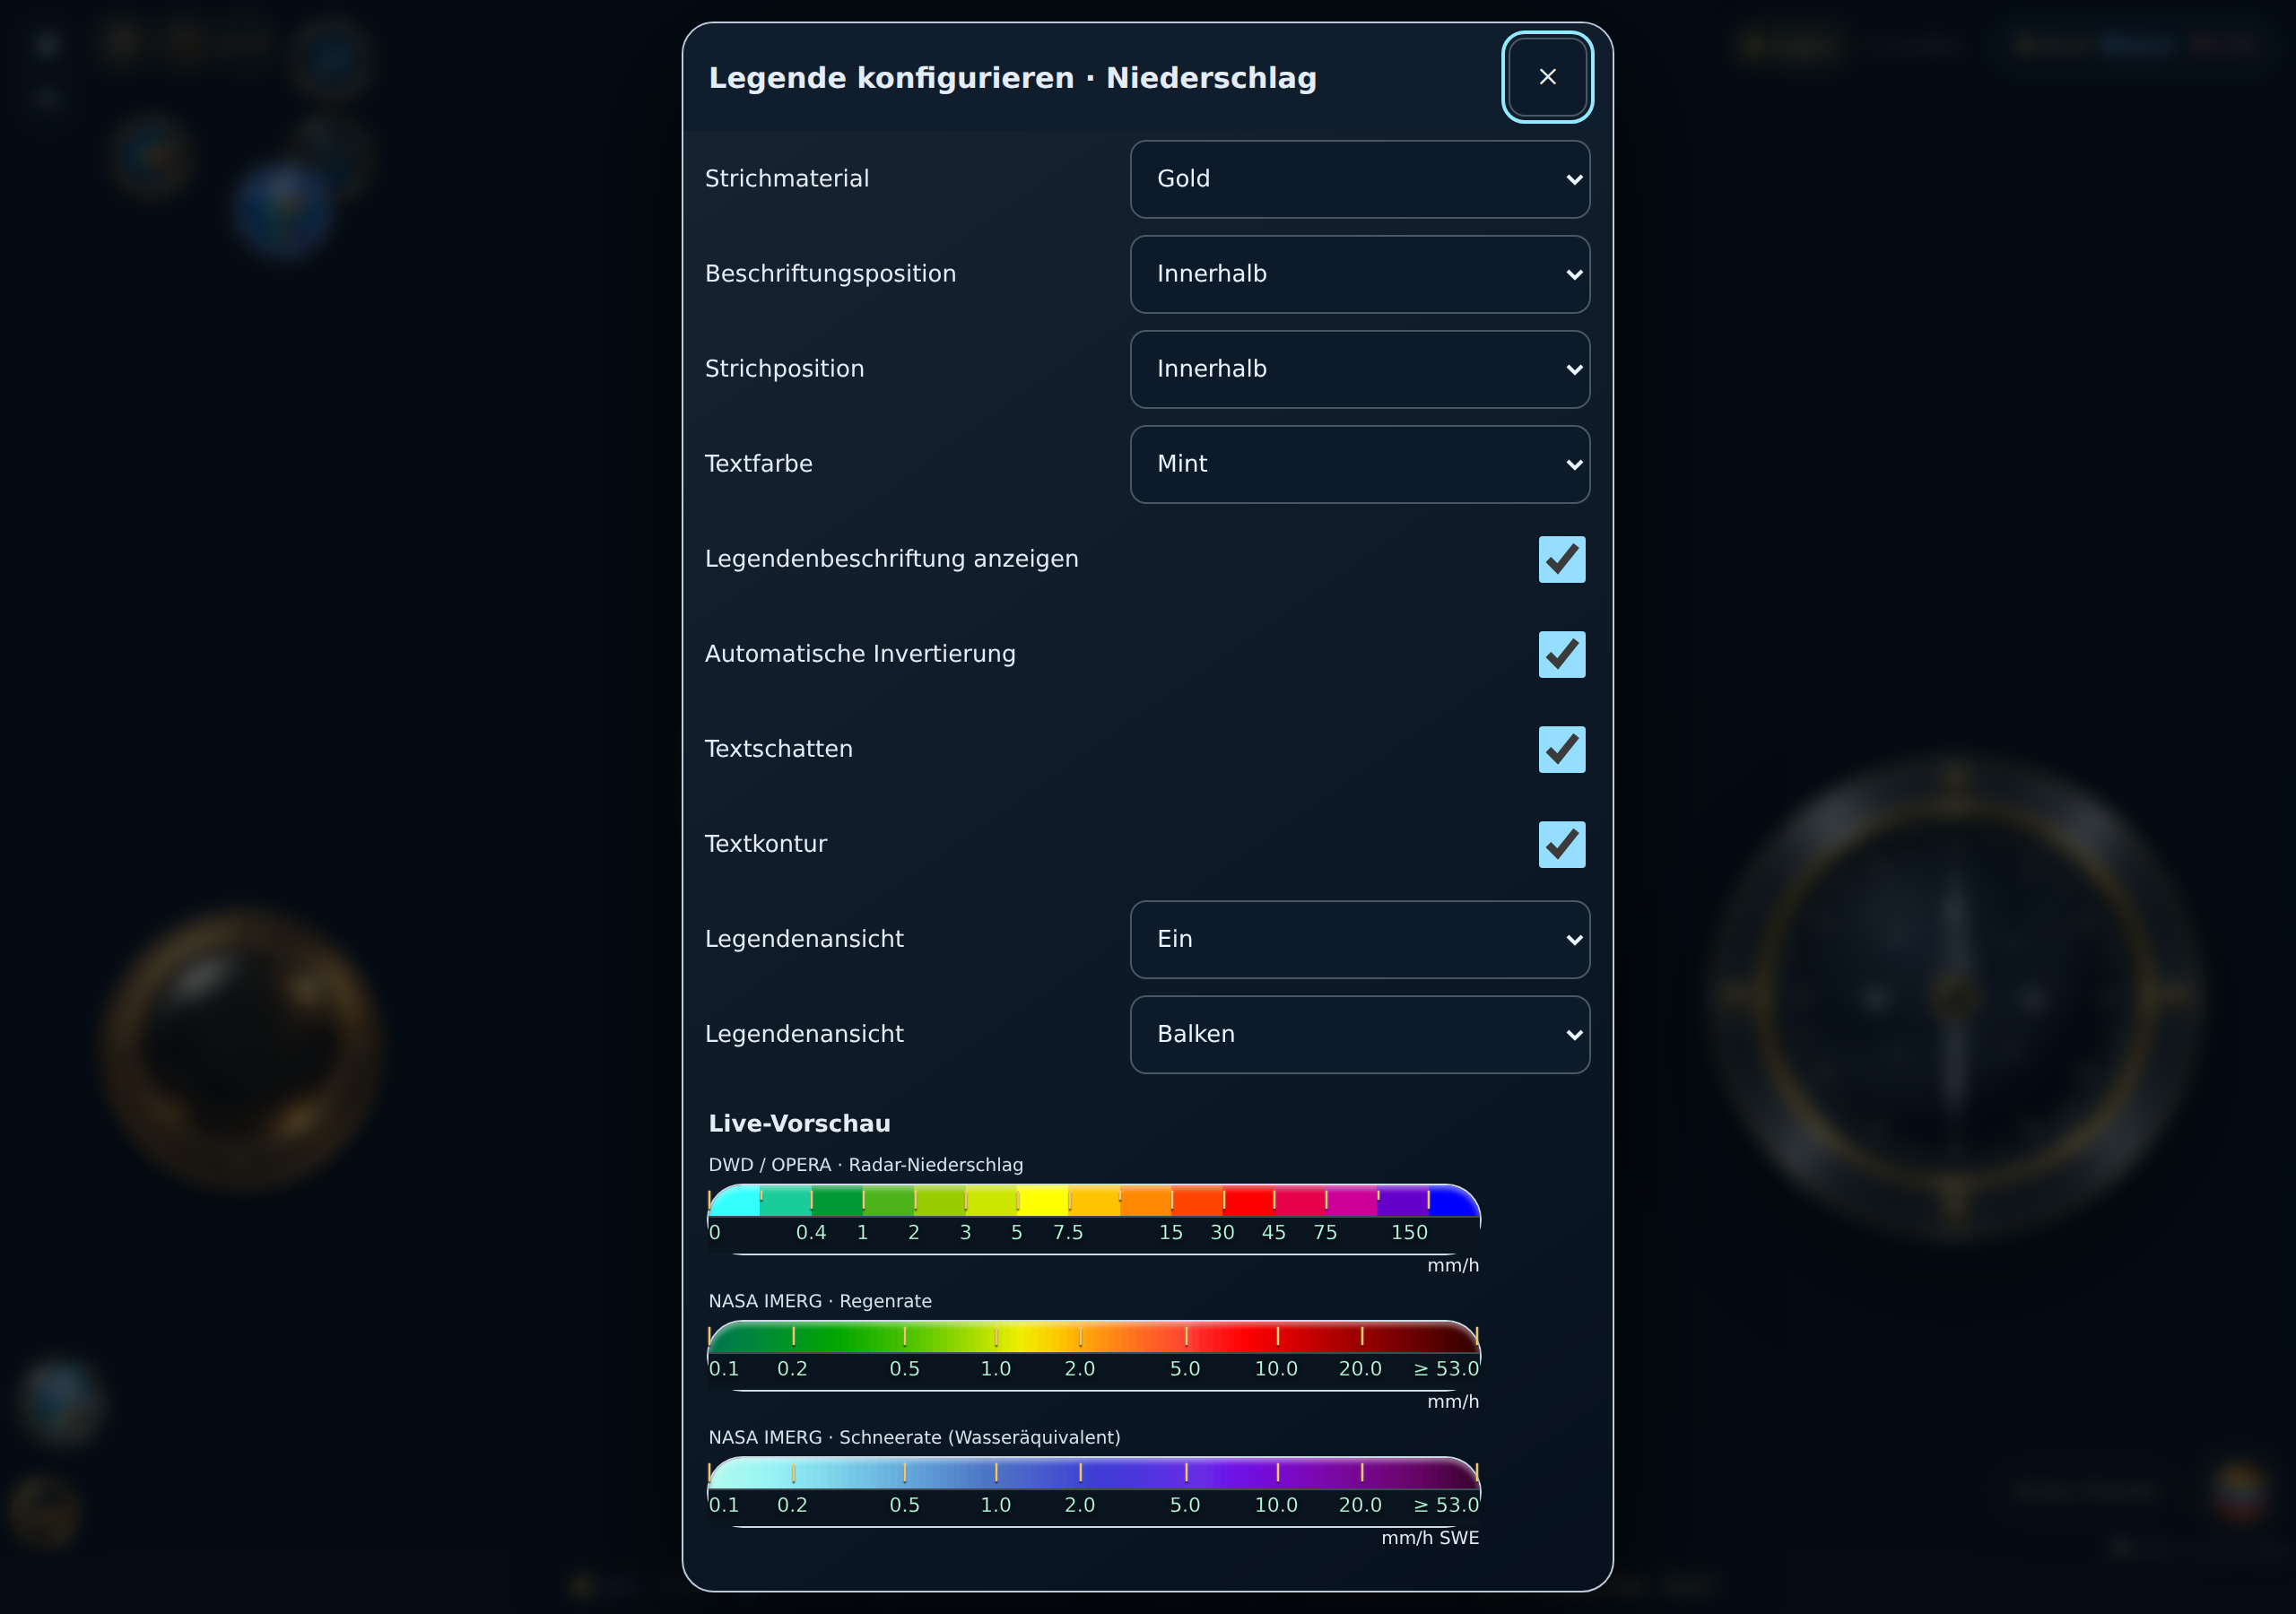 Legende konfigurieren · Niederschlag
×
Strichmaterial Gold
Beschriftungsposition Innerhalb
Strichposition Innerhalb
Textfarbe Mint
Legendenbeschriftung anzeigen
Automatische Invertierung
Textschatten
Textkontur
Legendenansicht Ein
Legendenansicht Balken
Live-Vorschau
DWD / OPERA · Radar-Niederschlag
0 0.4 1 2 3 5 7.5 15 30 45 75 150
mm/h
NASA IMERG · Regenrate
0.1 0.2 0.5 1.0 2.0 5.0 10.0 20.0 ≥ 53.0
mm/h
NASA IMERG · Schneerate (Wasseräquivalent)
0.1 0.2 0.5 1.0 2.0 5.0 10.0 20.0 ≥ 53.0
mm/h SWE